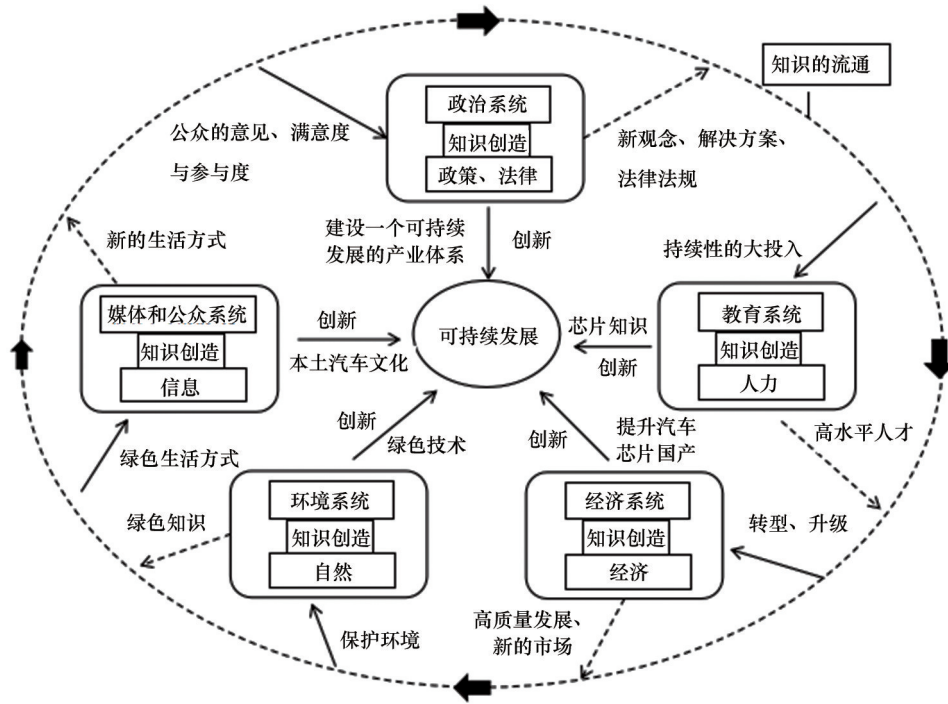 知识的流通
政治系统
知识创造
政策、法律
公众的意见、满意度
与参与度
新观念、解决方案、
法律法规
建设一个可持续
发展的产业体系
创新
新的生活方式
持续性的大投入
媒体和公众系统
知识创造
信息
创新
本土汽车文化
可持续发展
芯片知识
创新
教育系统
知识创造
人力
绿色生活方式
创新
绿色技术
创新
提升汽车
芯片国产
高水平人才
绿色知识
环境系统
知识创造
自然
经济系统
知识创造
经济
转型、升级
保护环境
高质量发展、
新的市场